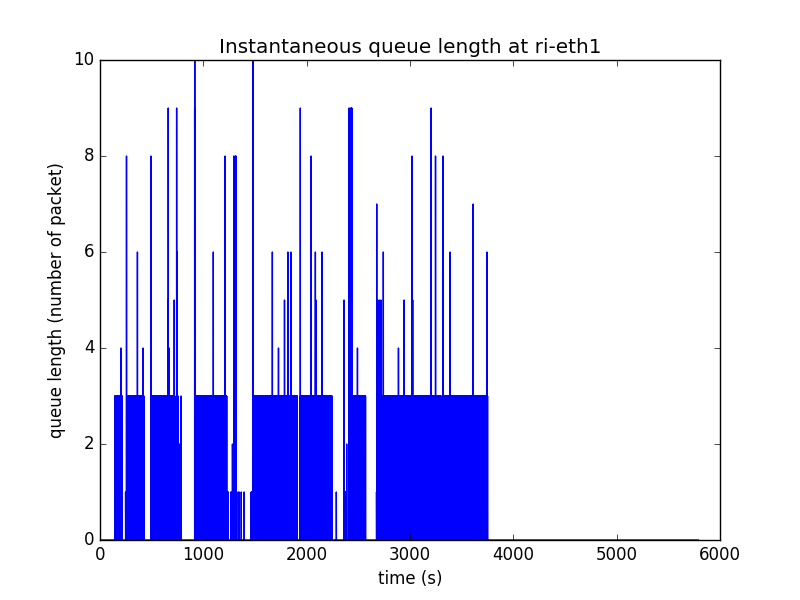 Instantaneous queue length at ri-eth1
queue length (number of packet)
10
8
6
4
2
0
0 1000 2000 3000 4000 5000 6000
time (s)